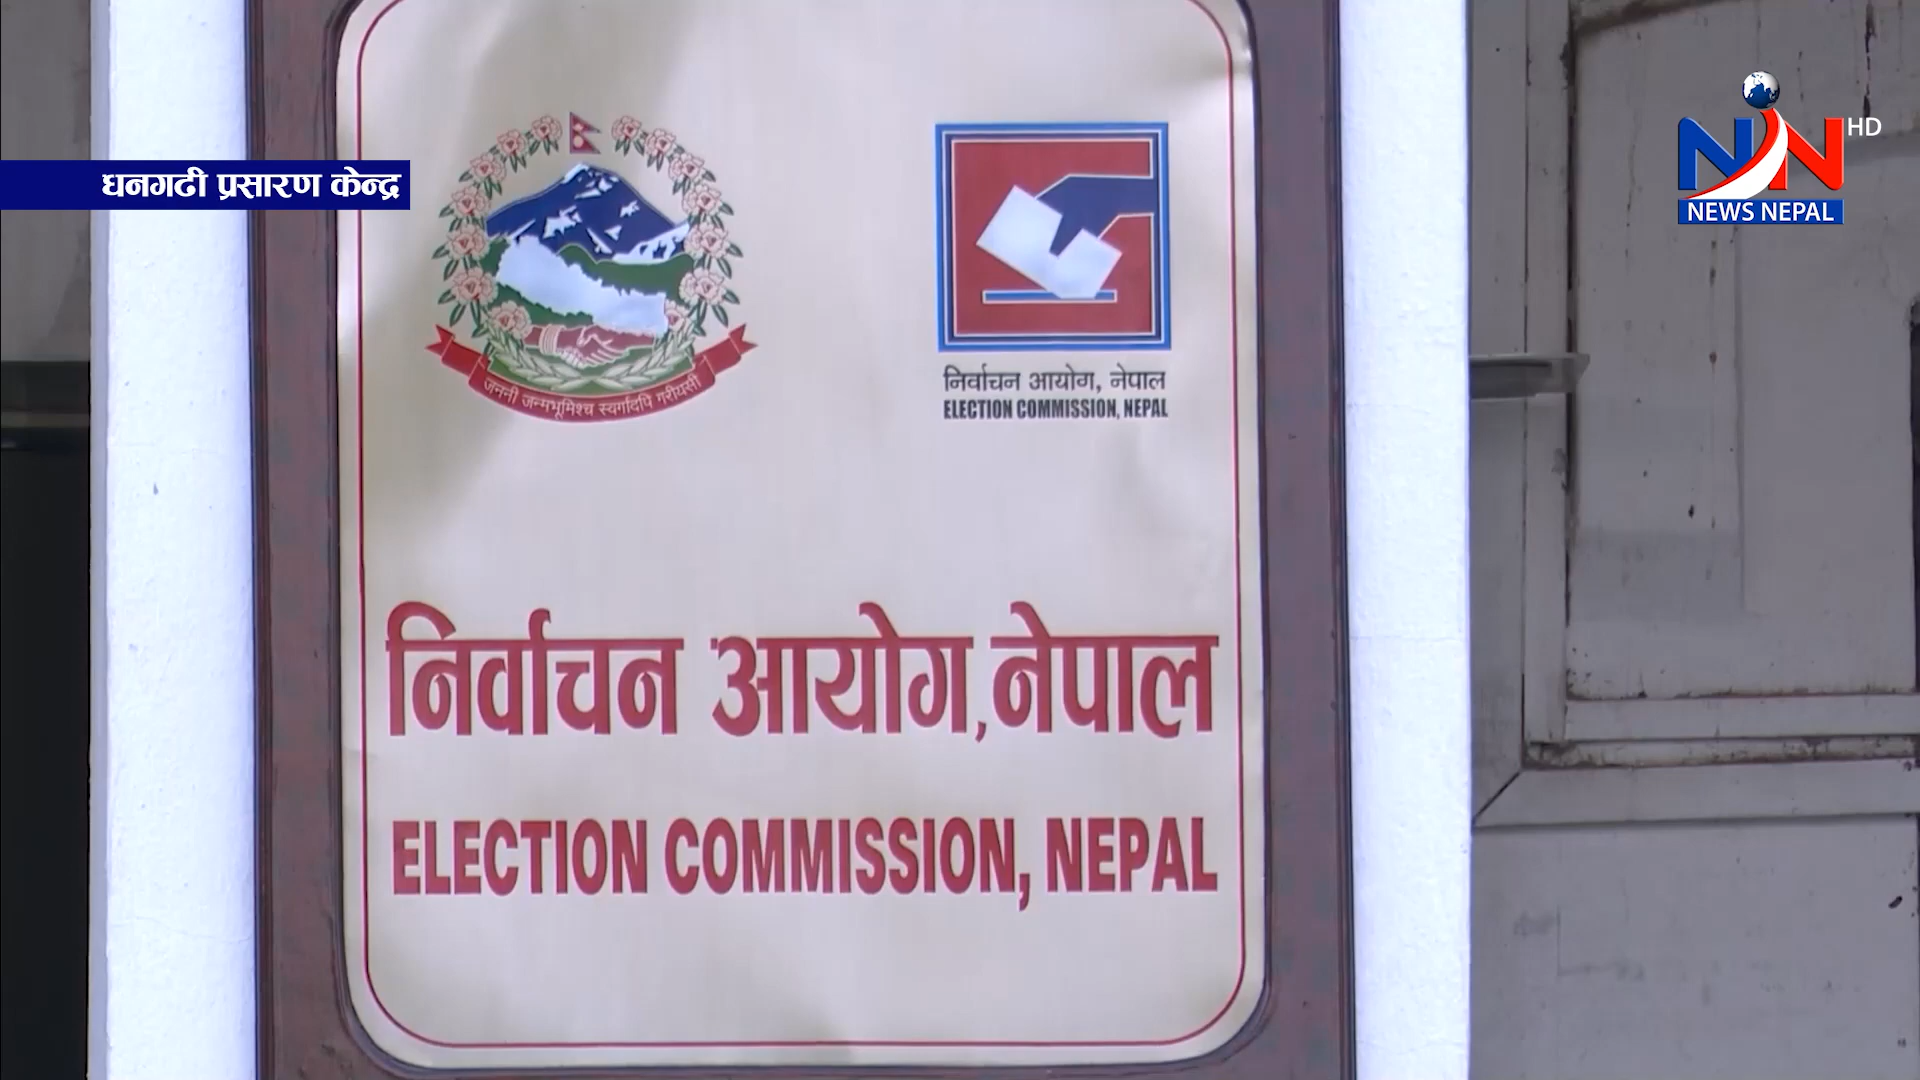 धनगढी प्रसारण केन्द्र
NN HD
NEWS NEPAL
जननी जन्मभूमिश्च स्वर्गादपि गरीयसी
निर्वाचन आयोग, नेपाल
ELECTION COMMISSION, NEPAL
निर्वाचन आयोग, नेपाल
ELECTION COMMISSION, NEPAL